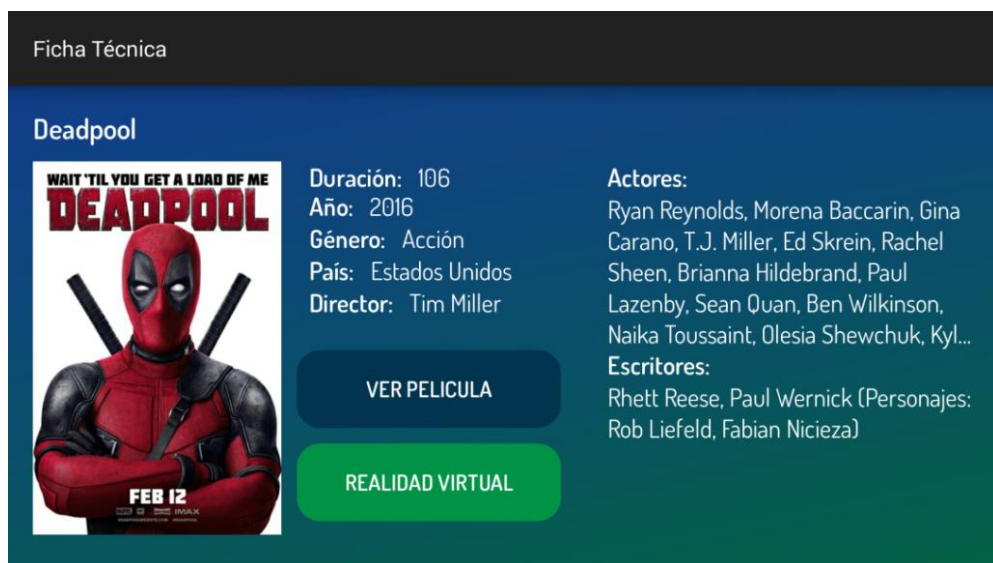 Ficha Técnica
Deadpool
WAIT 'TIL YOU GET A LOAD OF ME
DEADPOOL
FEB 12
IMAX
Duración: 106
Año: 2016
Género: Acción
País: Estados Unidos
Director: Tim Miller
VER PELICULA
REALIDAD VIRTUAL
Actores:
Ryan Reynolds, Morena Baccarin, Gina
Carano, T.J. Miller, Ed Skrein, Rachel
Sheen, Brianna Hildebrand, Paul
Lazenby, Sean Quan, Ben Wilkinson,
Naika Toussaint, Olesia Shewchuk, Kyl...
Escritores:
Rhett Reese, Paul Wernick (Personajes:
Rob Liefeld, Fabian Nicieza)